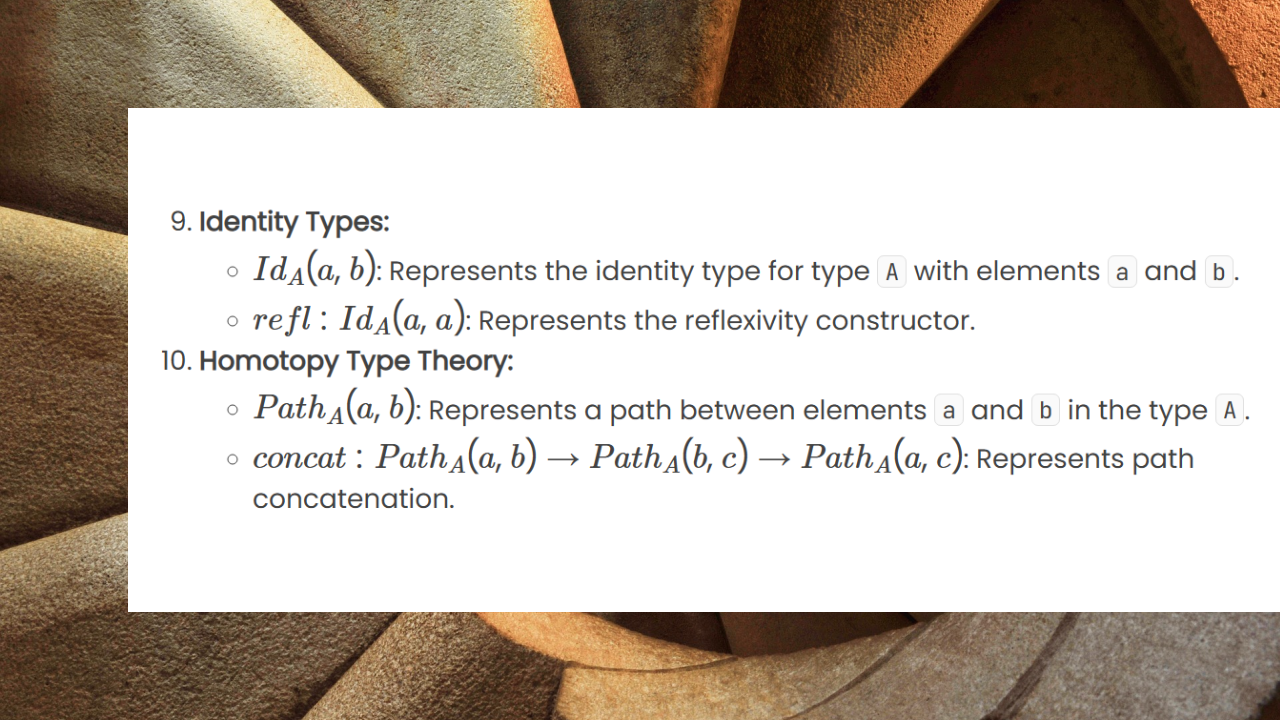 9. Identity Types:
○ Id_A(a, b): Represents the identity type for type A with elements a and b.
○ refl : Id_A(a, a): Represents the reflexivity constructor.
10. Homotopy Type Theory:
○ Path_A(a, b): Represents a path between elements a and b in the type A.
○ concat : Path_A(a, b) → Path_A(b, c) → Path_A(a, c): Represents path
concatenation.